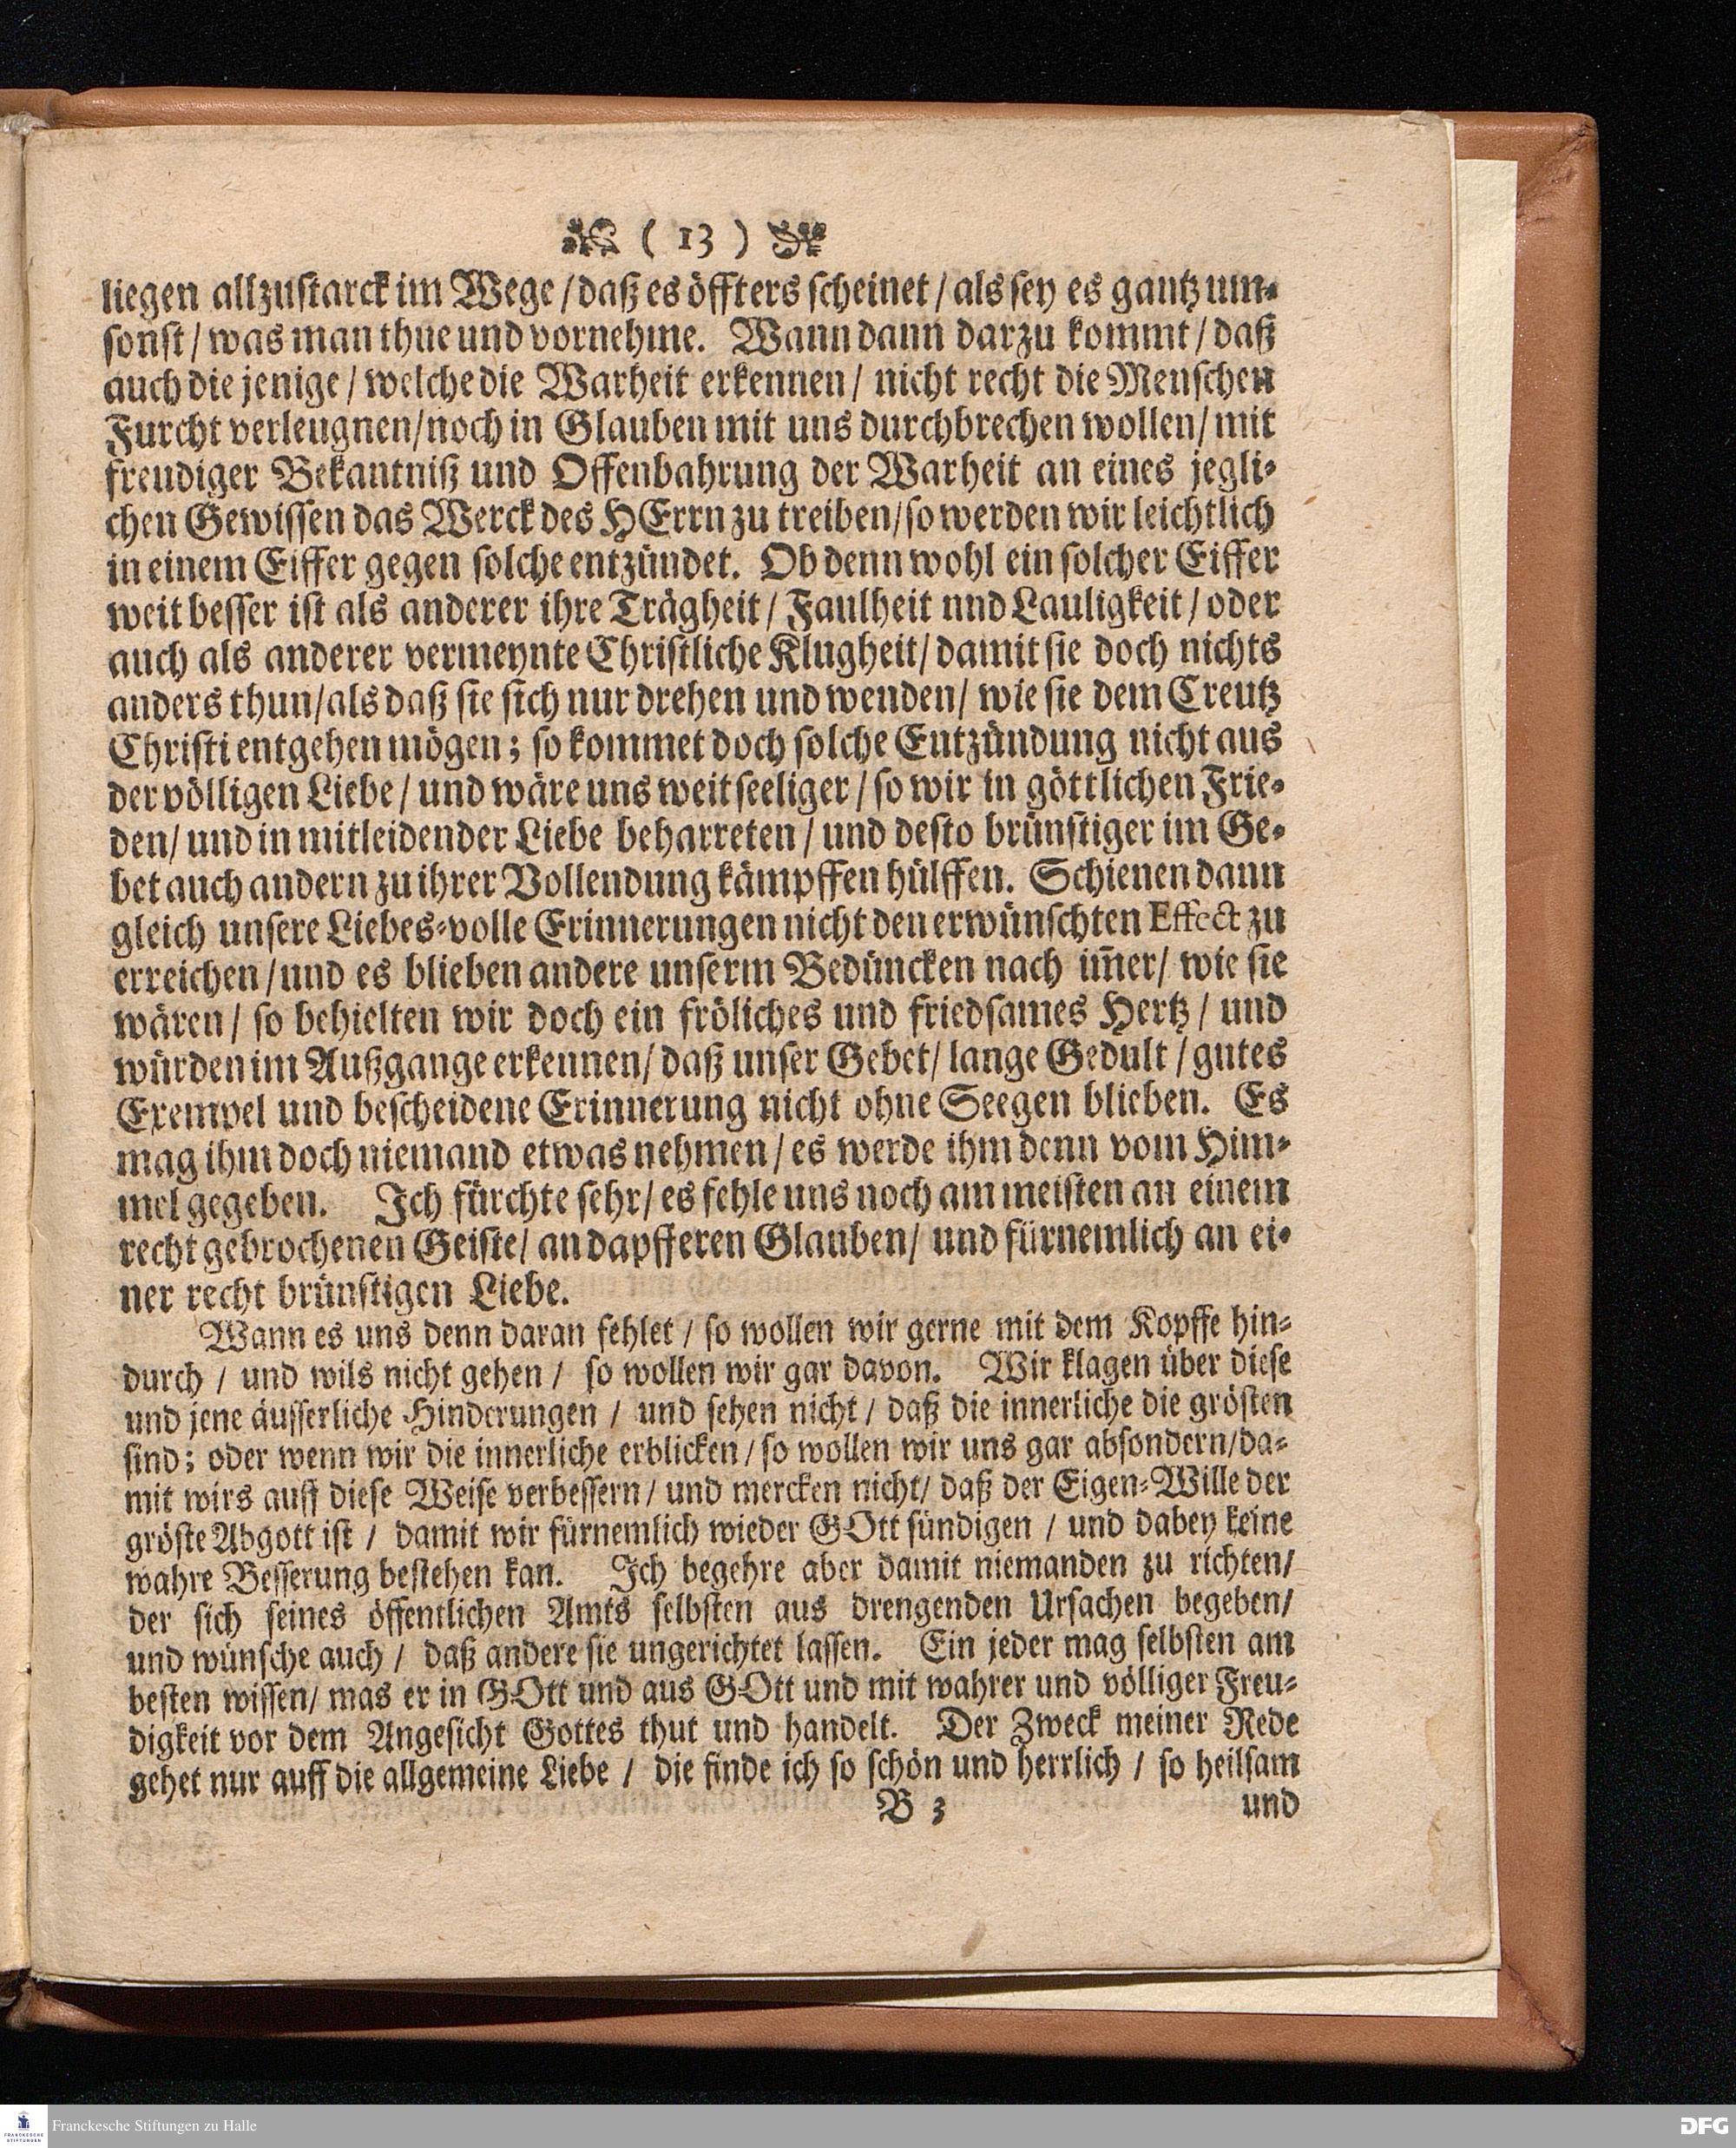 ( 13 )
liegen allzustarck im Wege / daß es öffters scheinet / als sey es gantz um-
sonst / was man thue und vornehme. Wann dann darzu kommt / daß
auch die jenige / welche die Warheit erkennen / nicht recht die Menschen
Furcht verleugnen / noch in Glauben mit uns durchbrechen wollen / mit
freudiger Bekantniß und Offenbahrung der Warheit an eines jegli-
chen Gewissen das Werck des HErrn zu treiben / so werden wir leichtlich
in einem Eiffer gegen solche entzündet. Ob denn wohl ein solcher Eiffer
weit besser ist als anderer ihre Trägheit / Faulheit nnd Lauligkeit / oder
auch als anderer vermeynte Christliche Klugheit / damit sie doch nichts
anders thun / als daß sie sich nur drehen und wenden / wie sie dem Creutz
Christi entgehen mögen; so kommet doch solche Entzündung nicht aus
der völligen Liebe / und wäre uns weit seeliger / so wir in göttlichen Frie-
den / und in mitleidender Liebe beharreten / und desto brünstiger im Ge-
bet auch andern zu ihrer Vollendung kämpffen hülffen. Schienen dann
gleich unsere Liebes-volle Erinnerungen nicht den erwünschten Effect zu
erreichen / und es blieben andere unserm Bedüncken nach im̅er / wie sie
wären / so behielten wir doch ein fröliches und friedsames Hertz / und
würden im Außgange erkennen / daß unser Gebet / lange Gedult / gutes
Exempel und bescheidene Erinnerung nicht ohne Seegen blieben. Es
mag ihm doch niemand etwas nehmen / es werde ihm denn vom Him-
mel gegeben. Ich fürchte sehr / es fehle uns noch am meisten an einem
recht gebrochenen Geiste / an dapfferen Glauben / und fürnemlich an ei-
ner recht brünstigen Liebe.
Wann es uns denn daran fehlet / so wollen wir gerne mit dem Kopffe hin-
durch / und wils nicht gehen / so wollen wir gar davon. Wir klagen über diese
und jene äusserliche Hinderungen / und sehen nicht / daß die innerliche die grösten
sind; oder wenn wir die innerliche erblicken / so wollen wir uns gar absondern / da-
mit wirs auff diese Weise verbessern / und mercken nicht / daß der Eigen-Wille der
gröste Abgott ist / damit wir fürnemlich wieder GOtt sündigen / und dabey keine
wahre Besserung bestehen kan. Ich begehre aber damit niemanden zu richten /
der sich seines öffentlichen Amts selbsten aus drengenden Ursachen begeben /
und wünsche auch / daß andere sie ungerichtet lassen. Ein jeder mag selbsten am
besten wissen / mas er in GOtt und aus GOtt und mit wahrer und völliger Freu-
digkeit vor dem Angesicht Gottes thut und handelt. Der Zweck meiner Rede
gehet nur auff die allgemeine Liebe / die finde ich so schön und herrlich / so heilsam
B 3 und
FRANCKESCHE STIFTUNGEN
Franckesche Stiftungen zu Halle
DFG